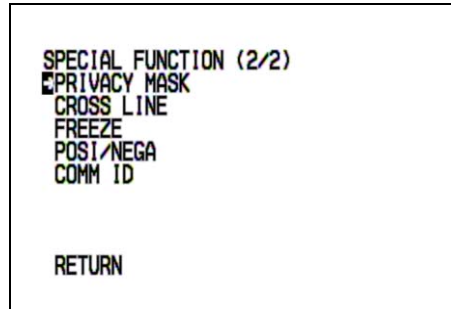 SPECIAL FUNCTION (2/2)
PRIVACY MASK
CROSS LINE
FREEZE
POSI/NEGA
COMM ID
RETURN